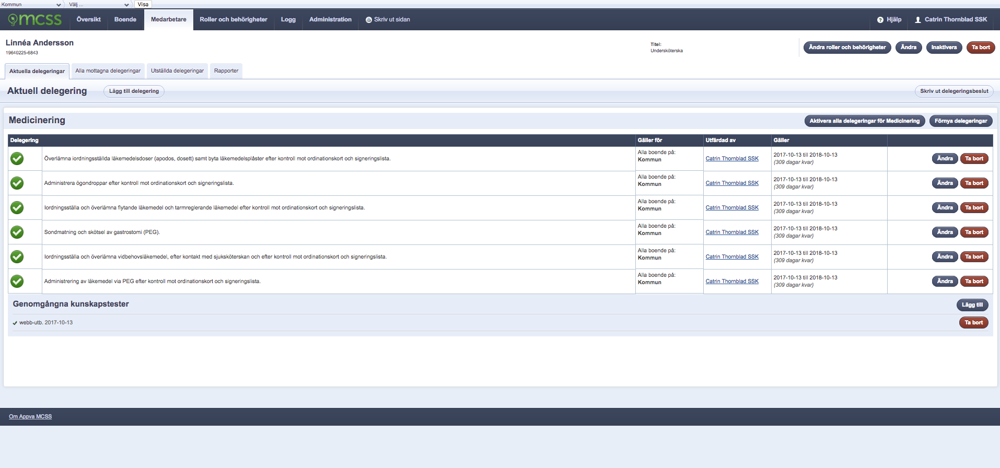 Kommun Välj ... Visa
mcss Översikt Boende Medarbetare Roller och behörigheter Logg Administration Skriv ut sidan ? Hjälp Catrin Thornblad SSK
Linnéa Andersson
19640225-6843
Titel:
Undersköterska
Ändra roller och behörigheter Ändra Inaktivera Ta bort
Aktuella delegeringar Alla mottagna delegeringar Utställda delegeringar Rapporter
Aktuell delegering Lägg till delegering Skriv ut delegeringsbeslut
Medicinering Aktivera alla delegeringar för Medicinering Förnya delegeringar
Delegering Gäller för Utfärdad av Gäller
Överlämna iordningsställda läkemedelsdoser (apodos, dosett) samt byta läkemedelsplåster efter kontroll mot ordinationskort och signeringslista.
Alla boende på:
Kommun
Catrin Thornblad SSK
2017-10-13 till 2018-10-13
(309 dagar kvar)
Ändra Ta bort
Administrera ögondroppar efter kontroll mot ordinationskort och signeringslista.
Alla boende på:
Kommun
Catrin Thornblad SSK
2017-10-13 till 2018-10-13
(309 dagar kvar)
Ändra Ta bort
Iordningsställa och överlämna flytande läkemedel och tarmreglerande läkemedel efter kontroll mot ordinationskort och signeringslista.
Alla boende på:
Kommun
Catrin Thornblad SSK
2017-10-13 till 2018-10-13
(309 dagar kvar)
Ändra Ta bort
Sondmatning och skötsel av gastrostomi (PEG).
Alla boende på:
Kommun
Catrin Thornblad SSK
2017-10-13 till 2018-10-13
(309 dagar kvar)
Ändra Ta bort
Iordningsställa och överlämna vidbehovsläkemedel, efter kontakt med sjuksköterskan och efter kontroll mot ordinationskort och signeringslista.
Alla boende på:
Kommun
Catrin Thornblad SSK
2017-10-13 till 2018-10-13
(309 dagar kvar)
Ändra Ta bort
Administrering av läkemedel via PEG efter kontroll mot ordinationskort och signeringslista.
Alla boende på:
Kommun
Catrin Thornblad SSK
2017-10-13 till 2018-10-13
(309 dagar kvar)
Ändra Ta bort
Genomgångna kunskapstester Lägg till
webb-utb. 2017-10-13 Ta bort
Om Appva MCSS